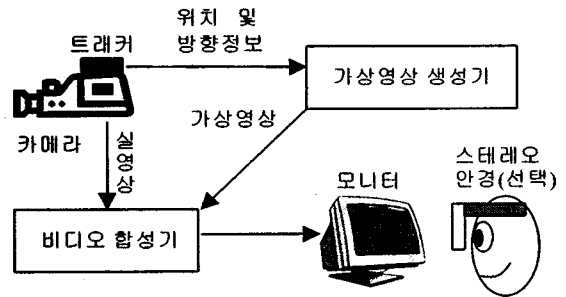 위치 및
방향정보
트래커
가상영상 생성기
가상영상
카메라
실영상
스테레오
안경(선택)
모니터
비디오 합성기